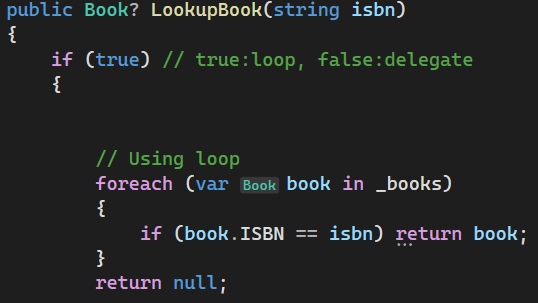 public Book? LookupBook(string isbn)
{
if (true) // true:loop, false:delegate
{
// Using loop
foreach (var Book book in _books)
{
if (book.ISBN == isbn) return book;
}
return null;